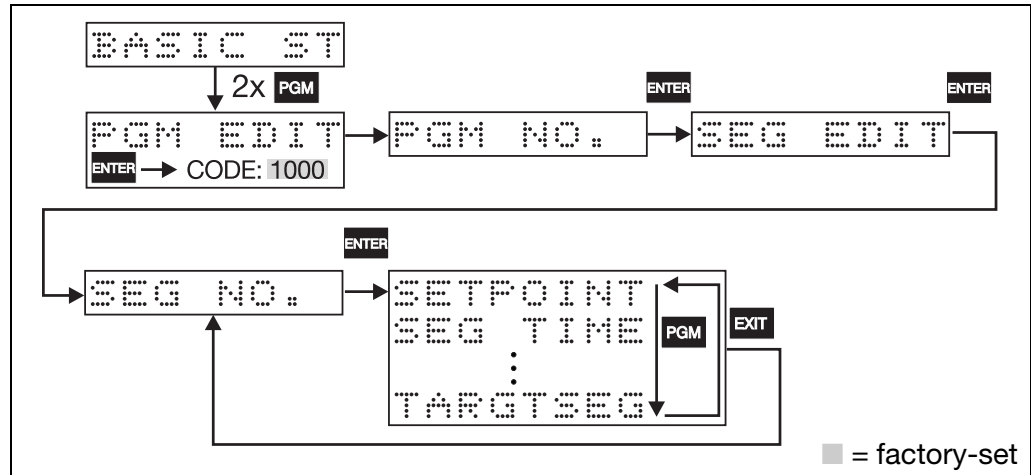 BASIC ST
2x PGM
ENTER
ENTER
PGM EDIT
PGM NO.
SEG EDIT
ENTER CODE: 1000
ENTER
SEG NO.
SETPOINT
SEG TIME
PGM
EXIT
TARGTSEG
= factory-set